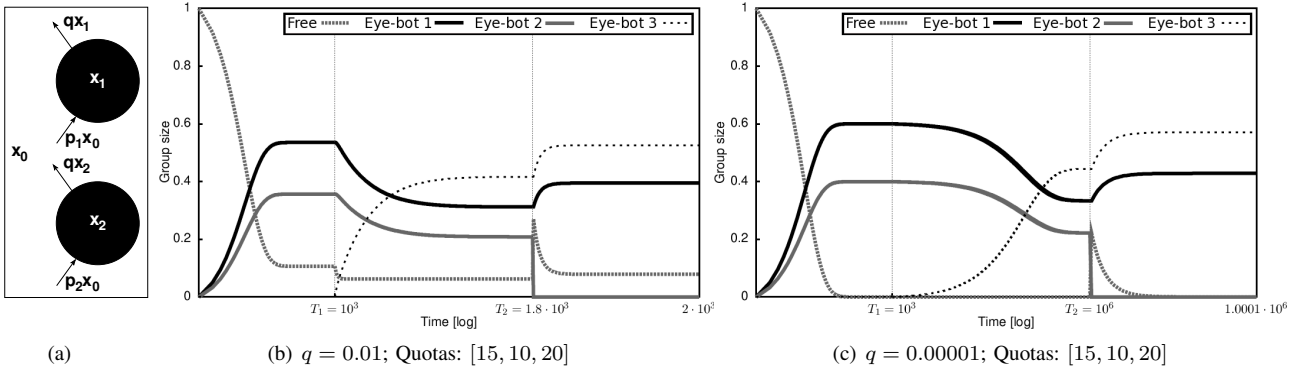 qx1
x1
p1x0
x0
qx2
x2
p2x0
(a)
Group size
1
0.8
0.6
0.4
0.2
0
Free Eye-bot 1 Eye-bot 2 Eye-bot 3
T1 = 10³ T2 = 1.8 · 10³
Time [log]
(b) q = 0.01; Quotas: [15, 10, 20]
Group size
1
0.8
0.6
0.4
0.2
0
Free Eye-bot 1 Eye-bot 2 Eye-bot 3
T1 = 10³ T2 = 10⁶ 1.0001 · 10⁶
Time [log]
(c) q = 0.00001; Quotas: [15, 10, 20]